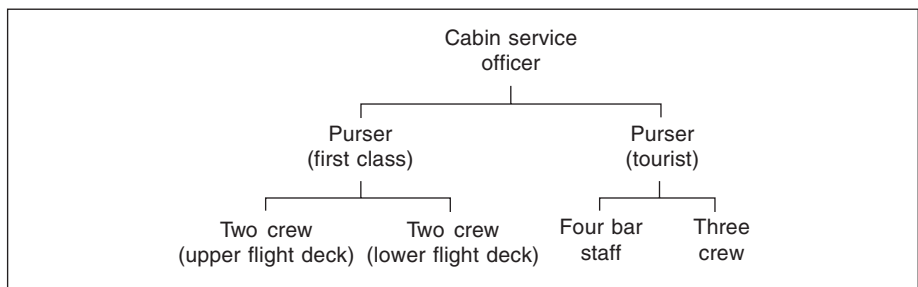 Cabin service
officer
Purser
(first class)
Purser
(tourist)
Two crew
(upper flight deck)
Two crew
(lower flight deck)
Four bar
staff
Three
crew